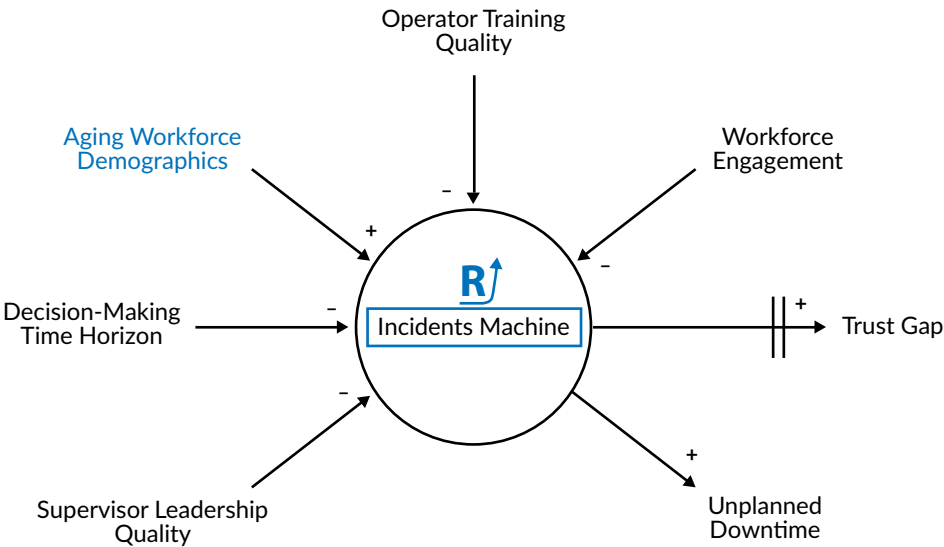 Operator Training
Quality
Aging Workforce
Demographics
Workforce
Engagement
–
+
–
R
Decision-Making
Time Horizon
–
Incidents Machine
+
Trust Gap
–
+
Supervisor Leadership
Quality
Unplanned
Downtime